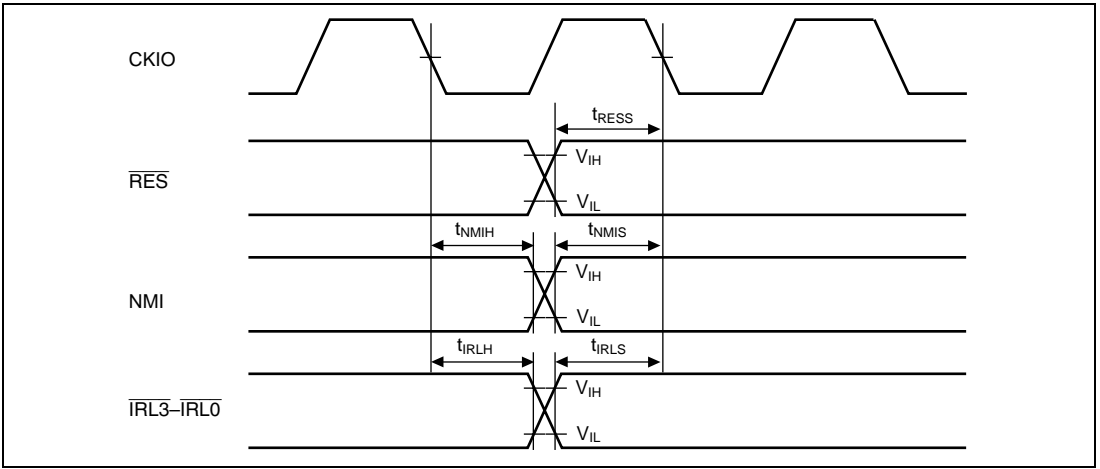 CKIO
tRESS
RES
VIH
VIL
tNMIH tNMIS
NMI
VIH
VIL
tIRLH tIRLS
IRL3–IRL0
VIH
VIL